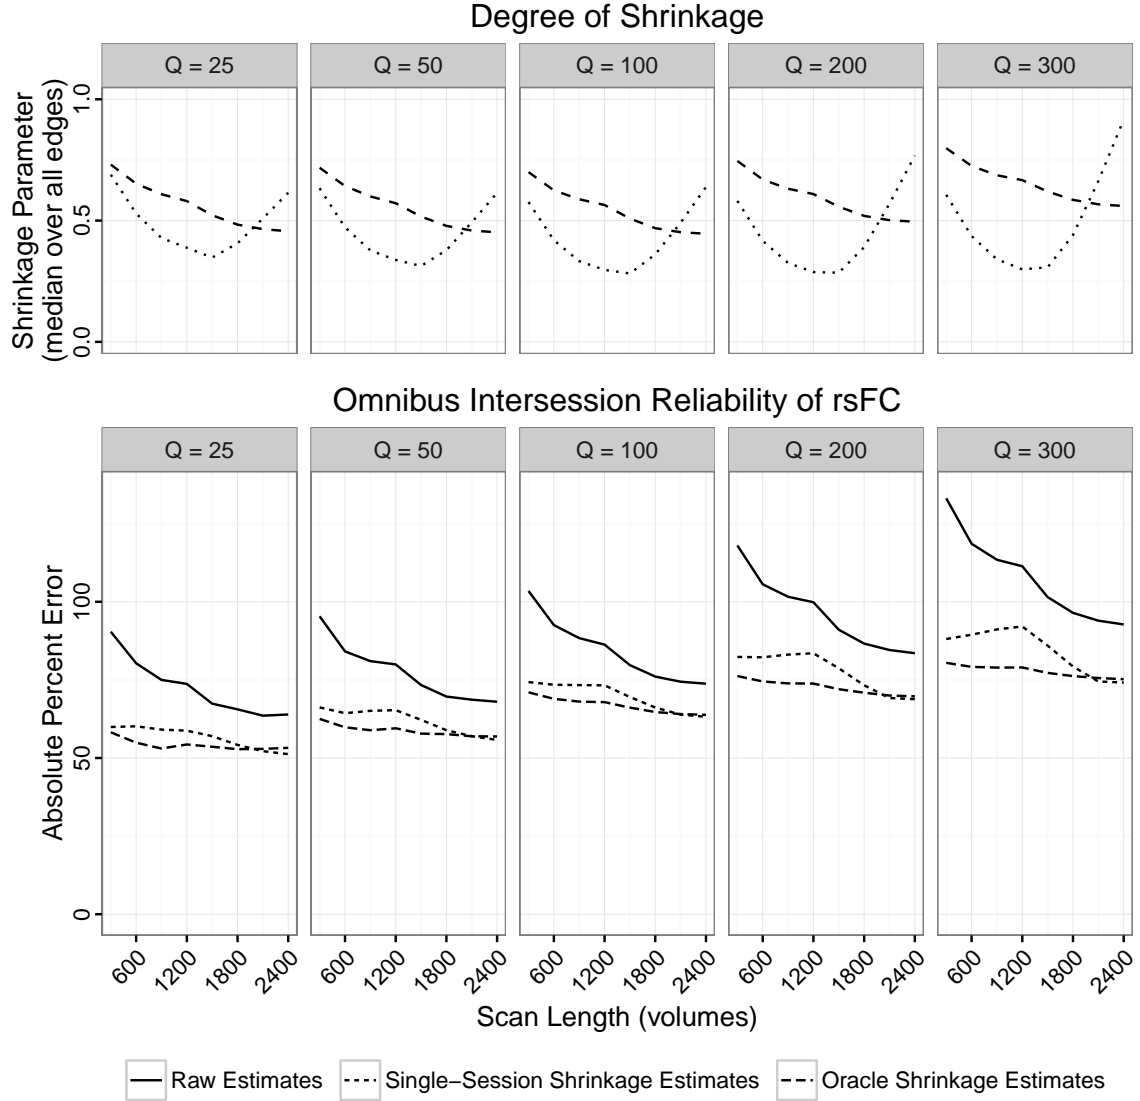 Degree of Shrinkage
Q = 25
Q = 50
Q = 100
Q = 200
Q = 300
Shrinkage Parameter
(median over all edges)
1.0
0.5
0.0
Omnibus Intersession Reliability of rsFC
Q = 25
Q = 50
Q = 100
Q = 200
Q = 300
Absolute Percent Error
100
50
0
600 1200 1800 2400
600 1200 1800 2400
600 1200 1800 2400
600 1200 1800 2400
600 1200 1800 2400
Scan Length (volumes)
Raw Estimates
Single−Session Shrinkage Estimates
Oracle Shrinkage Estimates